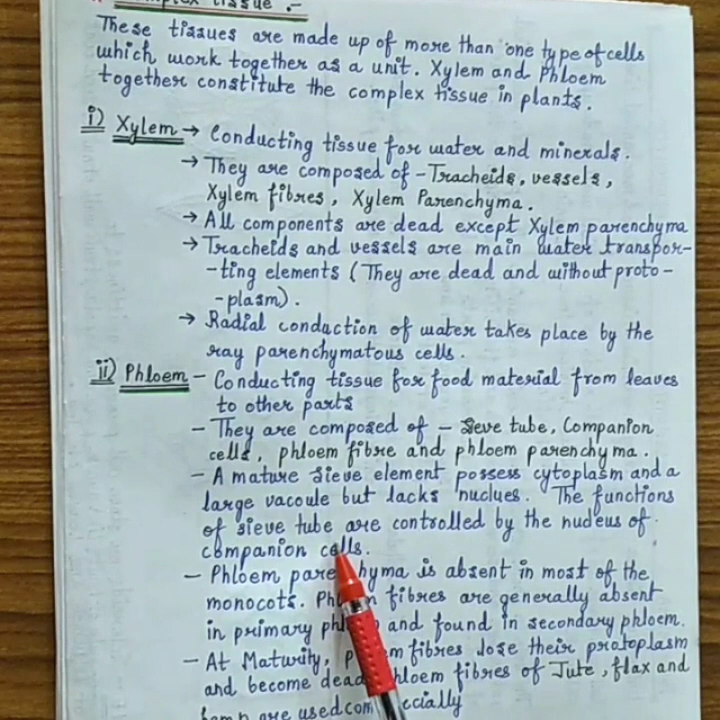 Complex tissue :-
These tissues are made up of more than one type of cells
which work together as a unit. Xylem and Phloem
together constitute the complex tissue in plants.
i) Xylem → Conducting tissue for water and minerals.
→ They are composed of - Tracheids, vessels,
Xylem fibres, Xylem Parenchyma.
→ All components are dead except Xylem parenchyma
→ Tracheids and vessels are main water transpor-
-ting elements (They are dead and without proto-
-plasm).
→ Radial conduction of water takes place by the
ray parenchymatous cells.
ii) Phloem - Conducting tissue for food material from leaves
to other parts
- They are composed of - Seve tube, Companion
cells, phloem fibre and phloem parenchyma.
- A mature Sieve element possess cytoplasm and a
large vacoule but lacks nuclues. The functions
of sieve tube are controlled by the nucleus of
companion cells.
- Phloem pare hyma is absent in most of the
monocots. Ph m fibres are generally absent
in primary ph and found in secondary phloem.
- At Maturity, p m fibres lose their protoplasm
and become dead. hloem fibres of Jute, flax and
hemp are used com ccially